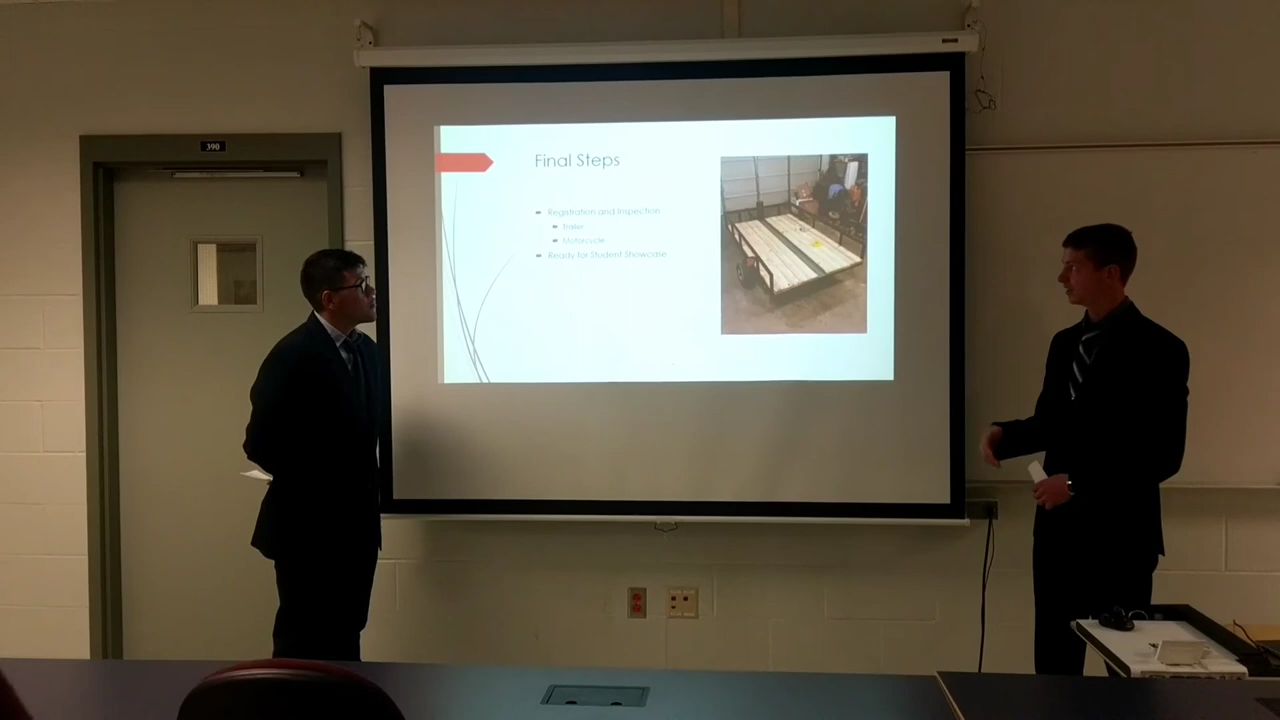 390
Final Steps
Registration and Inspection
Trailer
Motorcycle
Ready for Student Showcase